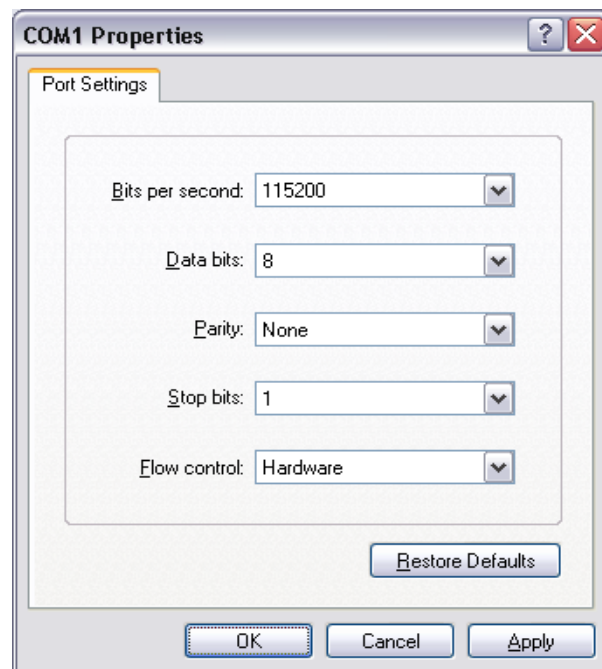 COM1 Properties
Port Settings
Bits per second: 115200
Data bits: 8
Parity: None
Stop bits: 1
Flow control: Hardware
Restore Defaults
OK Cancel Apply